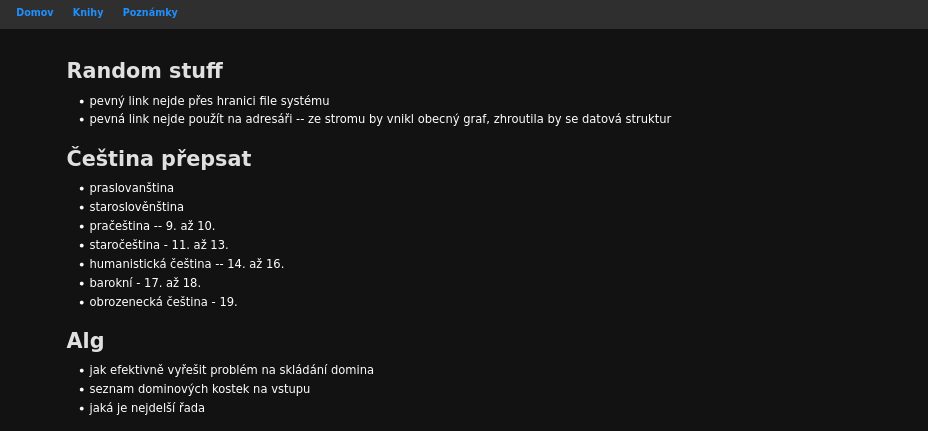 Domov Knihy Poznámky
Random stuff
• pevný link nejde přes hranici file systému
• pevná link nejde použít na adresáři -- ze stromu by vnikl obecný graf, zhroutila by se datová struktur
Čeština přepsat
• praslovanština
• staroslověnština
• pračeština -- 9. až 10.
• staročeština - 11. až 13.
• humanistická čeština -- 14. až 16.
• barokní - 17. až 18.
• obrozenecká čeština - 19.
Alg
• jak efektivně vyřešit problém na skládání domina
• seznam dominových kostek na vstupu
• jaká je nejdelší řada